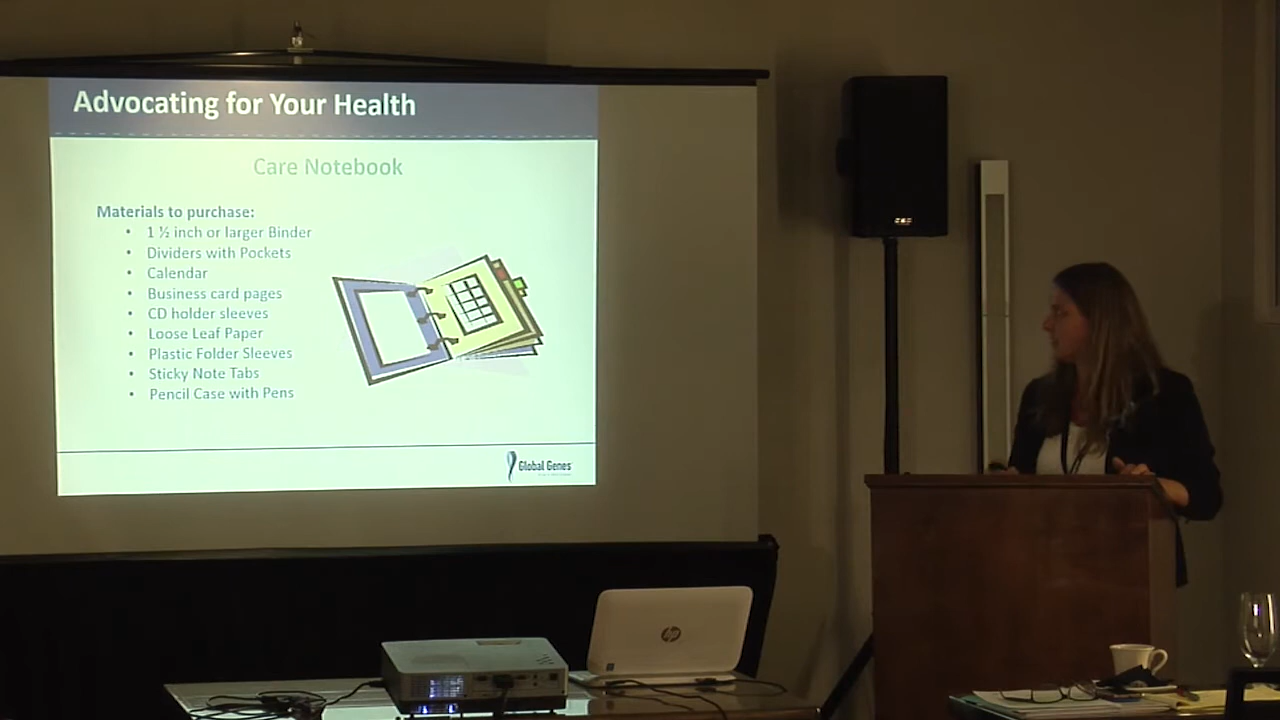 Advocating for Your Health
Care Notebook
Materials to purchase:
• 1 ½ inch or larger Binder
• Dividers with Pockets
• Calendar
• Business card pages
• CD holder sleeves
• Loose Leaf Paper
• Plastic Folder Sleeves
• Sticky Note Tabs
• Pencil Case with Pens
Global Genes
hp